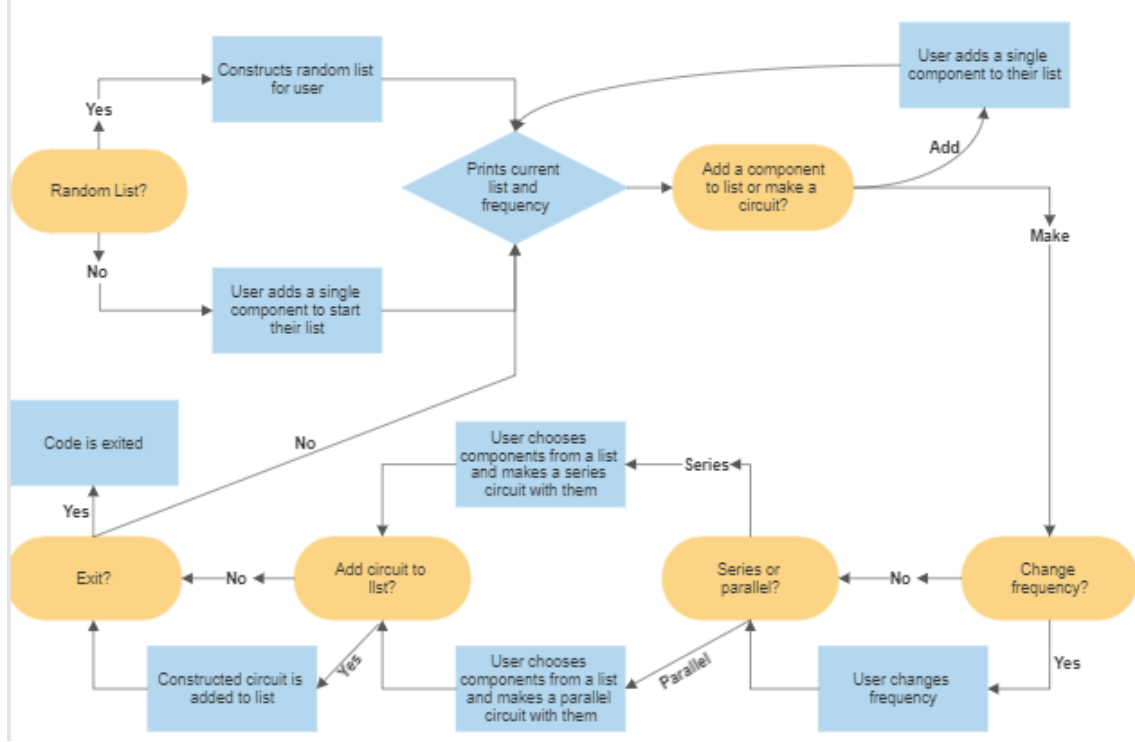 Constructs random list
for user
User adds a single
component to their list
Yes
Add
Random List?
Prints current
list and
frequency
Add a component
to list or make a
circuit?
Make
No
User adds a single
component to start
their list
Code is exited
No
User chooses
components from a list
and makes a series
circuit with them
Series
Yes
Exit?
No
Add circuit to
list?
Series or
parallel?
No
Change
frequency?
Yes
Constructed circuit is
added to list
User chooses
components from a list
and makes a parallel
circuit with them
Parallel
User changes
frequency
Yes